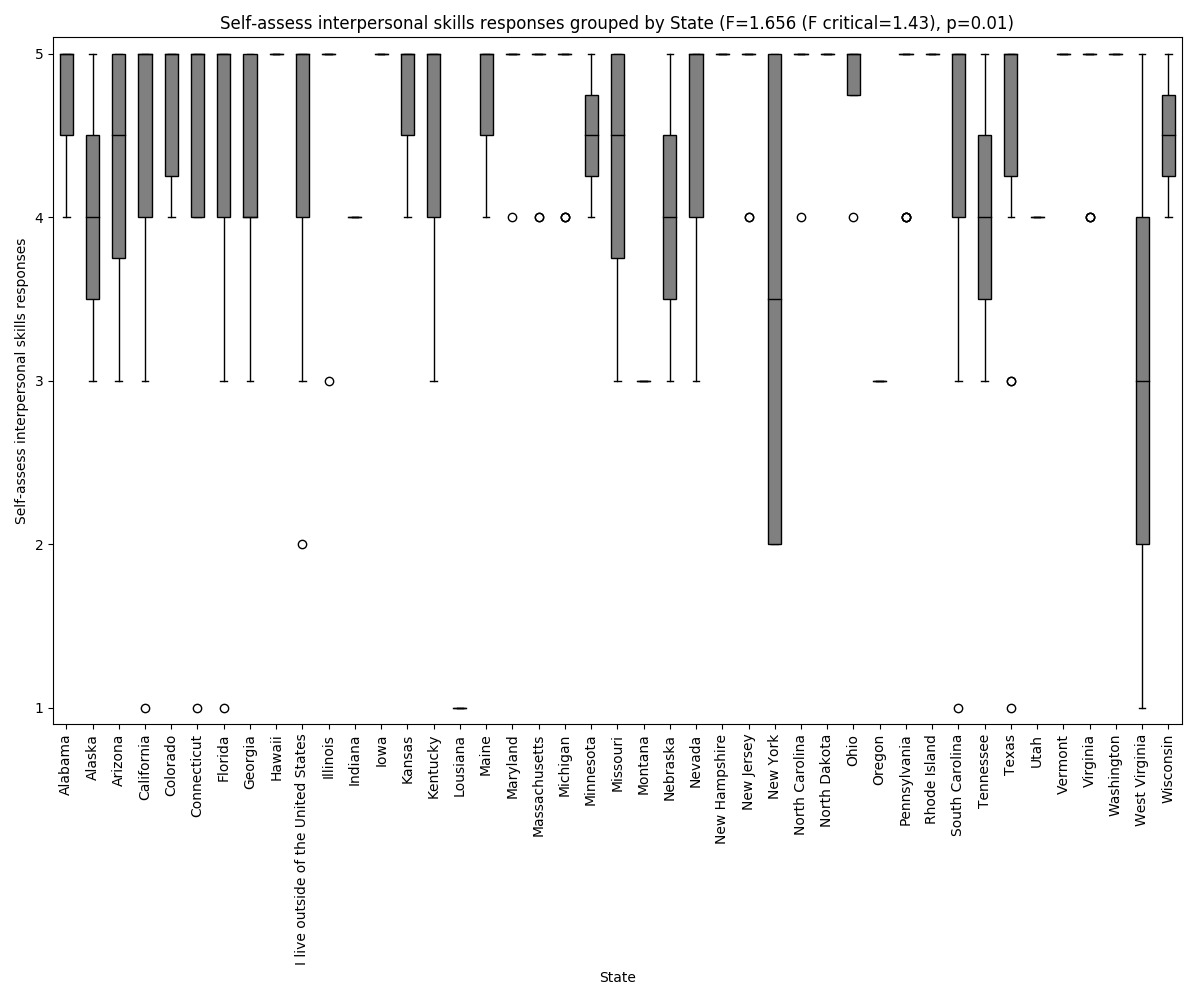 Self-assess interpersonal skills responses grouped by State (F=1.656 (F critical=1.43), p=0.01)
Self-assess interpersonal skills responses
5
4
3
2
1
Alabama
Alaska
Arizona
California
Colorado
Connecticut
Florida
Georgia
Hawaii
I live outside of the United States
Illinois
Indiana
Iowa
Kansas
Kentucky
Lousiana
Maine
Maryland
Massachusetts
Michigan
Minnesota
Missouri
Montana
Nebraska
Nevada
New Hampshire
New Jersey
New York
North Carolina
North Dakota
Ohio
Oregon
Pennsylvania
Rhode Island
South Carolina
Tennessee
Texas
Utah
Vermont
Virginia
Washington
West Virginia
Wisconsin
State